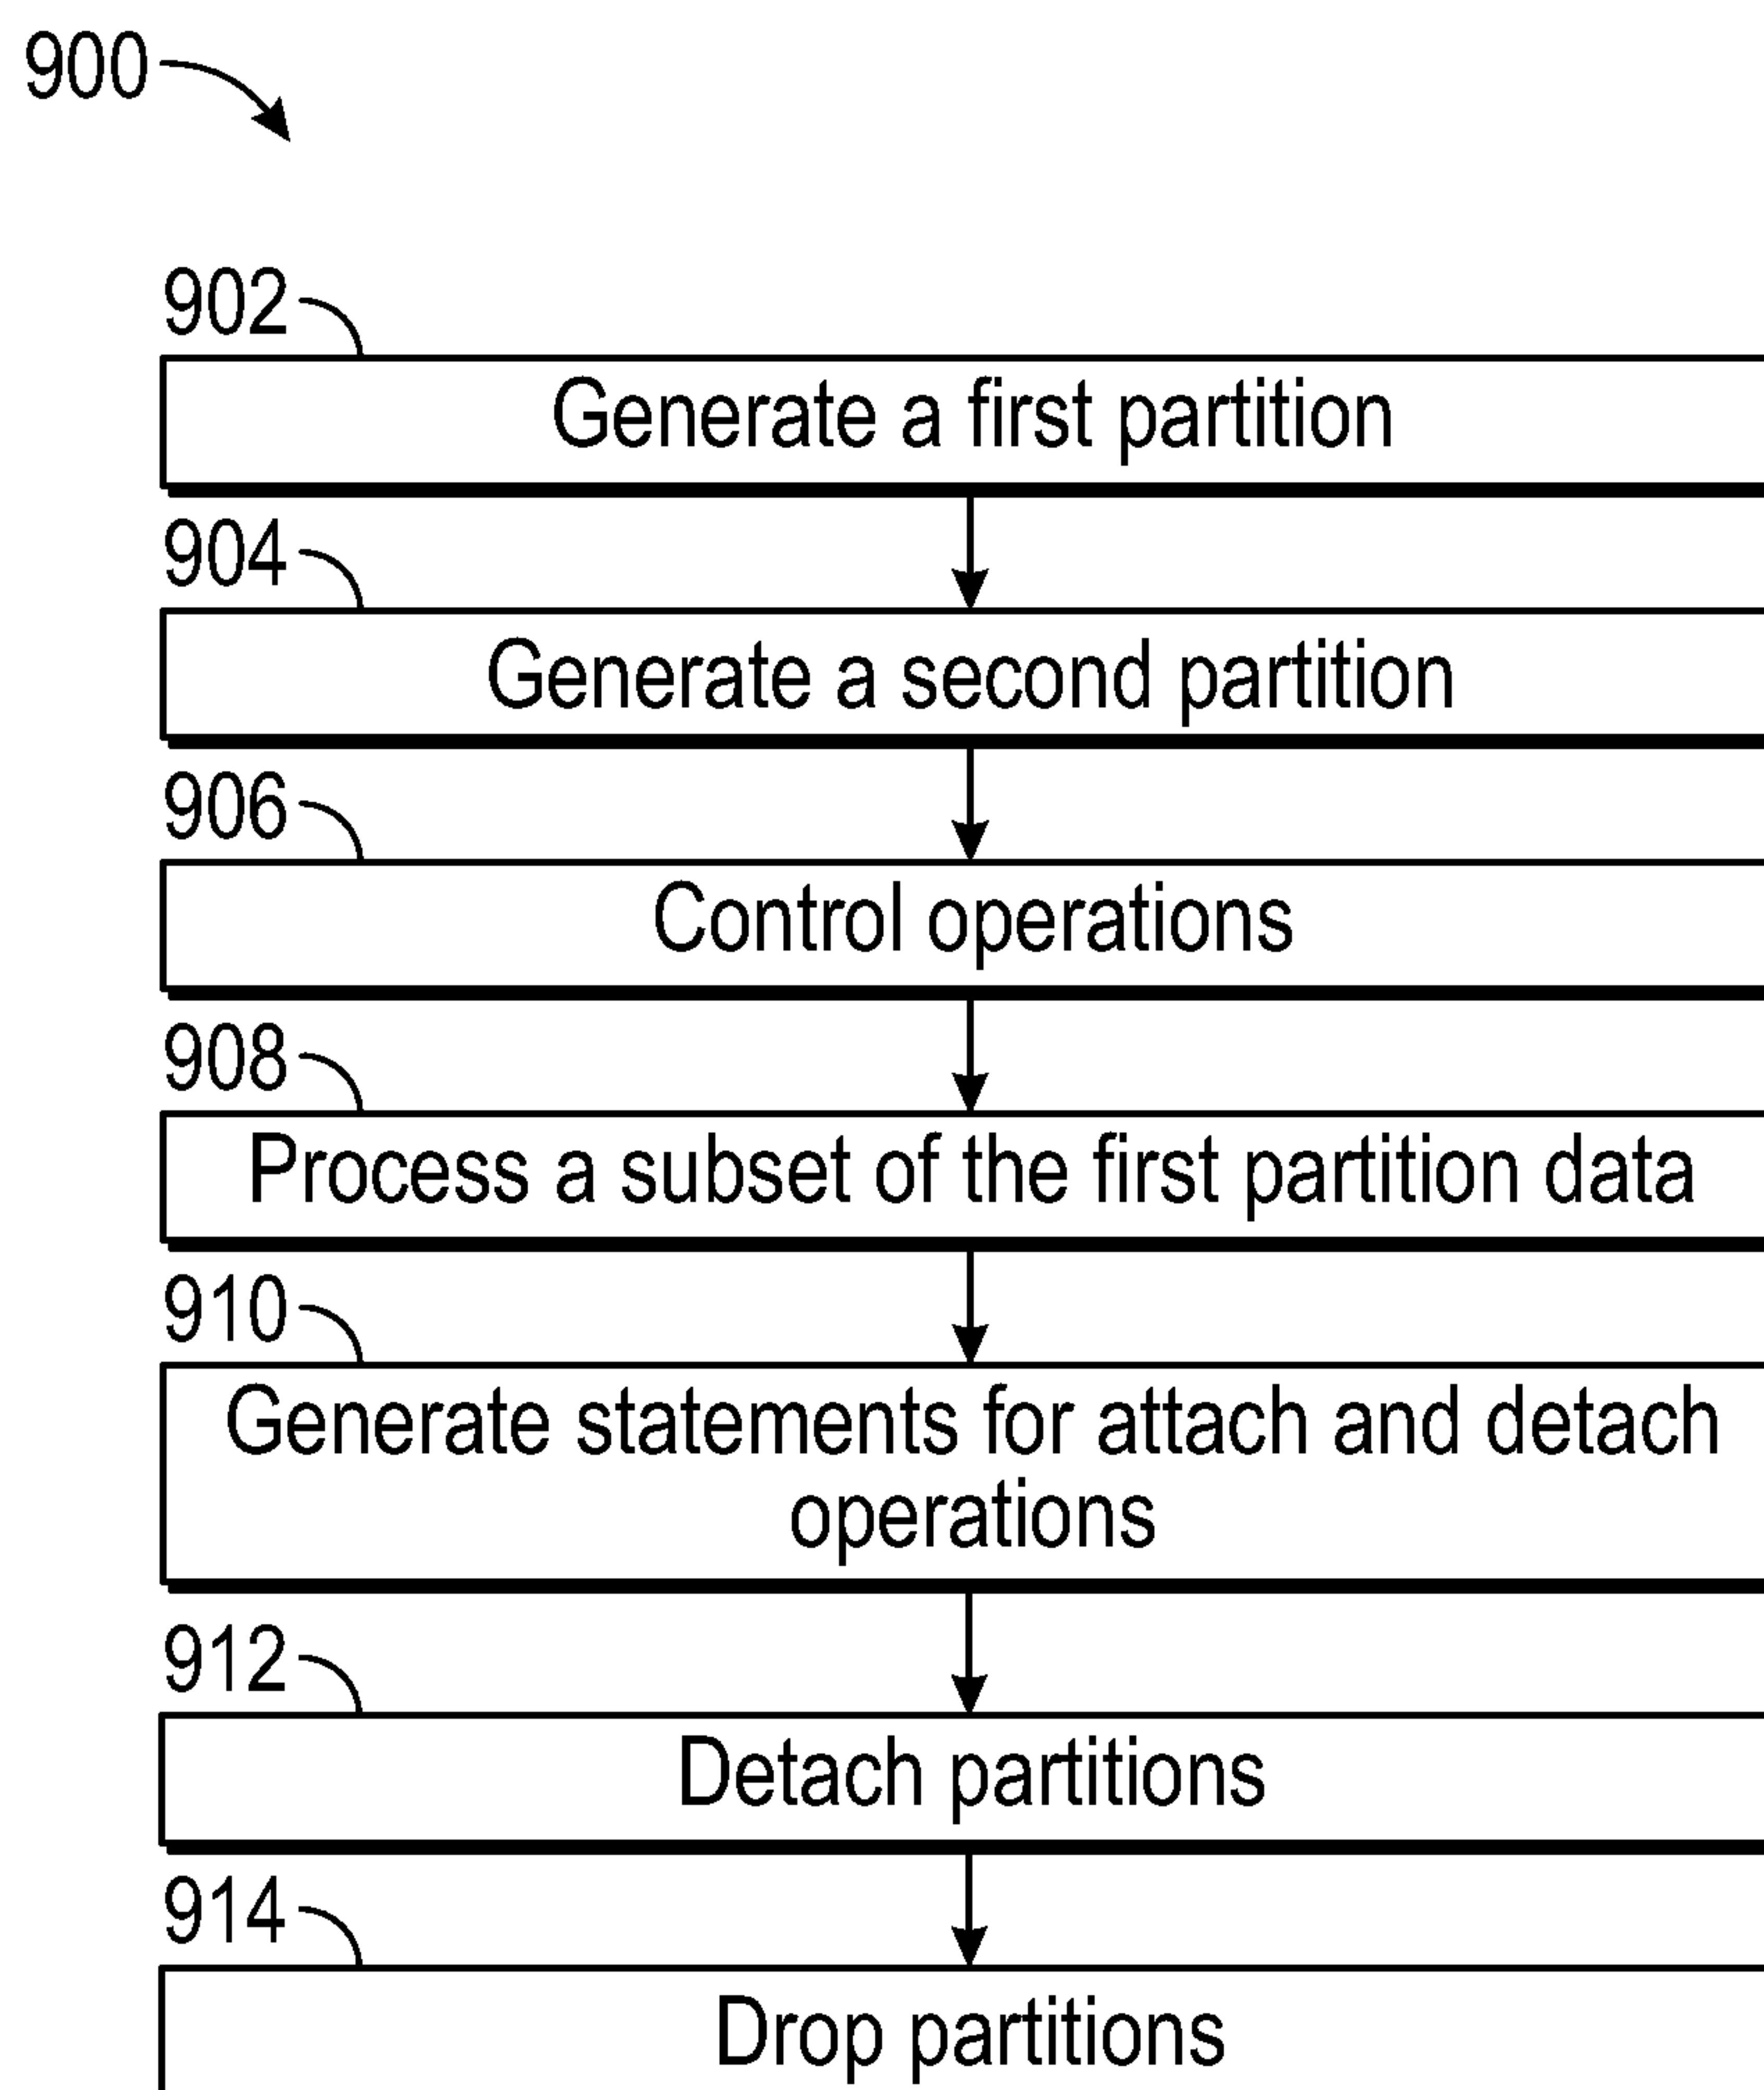 900
902
Generate a first partition
904
Generate a second partition
906
Control operations
908
Process a subset of the first partition data
910
Generate statements for attach and detach
operations
912
Detach partitions
914
Drop partitions